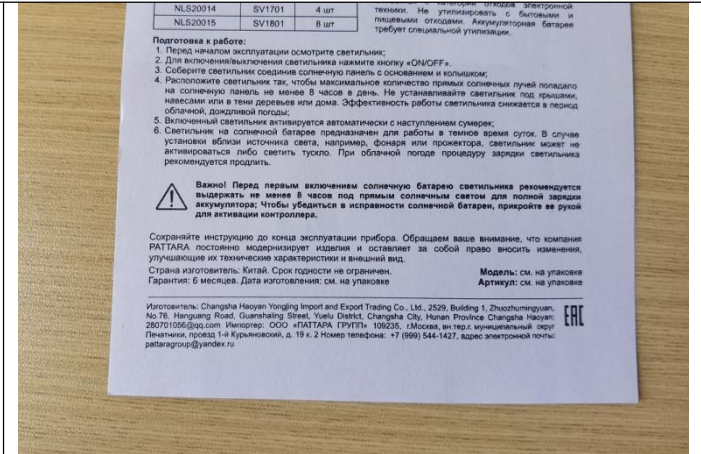 NLS20014 SV1701 4 шт
NLS20015 SV1801 8 шт
категории отходов электронной
техники. Не утилизировать с бытовыми и
пищевыми отходами. Аккумуляторная батарея
требует специальной утилизации.
Подготовка к работе:
1. Перед началом эксплуатации осмотрите светильник;
2. Для включения/выключения светильника нажмите кнопку «ON/OFF».
3. Соберите светильник соединив солнечную панель с основанием и колышком;
4. Расположите светильник так, чтобы максимальное количество прямых солнечных лучей попадало
на солнечную панель не менее 8 часов в день. Не устанавливайте светильник под крышами,
навесами или в тени деревьев или дома. Эффективность работы светильника снижается в период
облачной, дождливой погоды;
5. Включенный светильник активируется автоматически с наступлением сумерек;
6. Светильник на солнечной батарее предназначен для работы в темное время суток. В случае
установки вблизи источника света, например, фонаря или прожектора, светильник может не
активироваться либо светить тускло. При облачной погоде процедуру зарядки светильника
рекомендуется продлить.
Важно! Перед первым включением солнечную батарею светильника рекомендуется
выдержать не менее 8 часов под прямым солнечным светом для полной зарядки
аккумулятора; Чтобы убедиться в исправности солнечной батареи, прикройте ее рукой
для активации контроллера.
Сохраняйте инструкцию до конца эксплуатации прибора. Обращаем ваше внимание, что компания
PATTARA постоянно модернизирует изделия и оставляет за собой право вносить изменения,
улучшающие их технические характеристики и внешний вид.
Страна изготовитель: Китай. Срок годности не ограничен. Модель: см. на упаковке
Гарантия: 6 месяцев. Дата изготовления: см. на упаковке Артикул: см. на упаковке
Изготовитель: Changsha Haoyan Yongjing Import and Export Trading Co., Ltd., 2529, Building 1, Zhuozhumingyuan,
No.76, Hanguang Road, Guanshaling Street, Yuelu District, Changsha City, Hunan Province Changsha Haoyan:
280701056@qq.com Импортер: ООО «ПАТТАРА ГРУПП» 109235, г.Москва, вн.тер.г. муниципальный округ
Печатники, проезд 1-й Курьяновский, д. 19 к. 2 Номер телефона: +7 (999) 544-1427, адрес электронной почты:
pattaragroup@yandex.ru
EAC